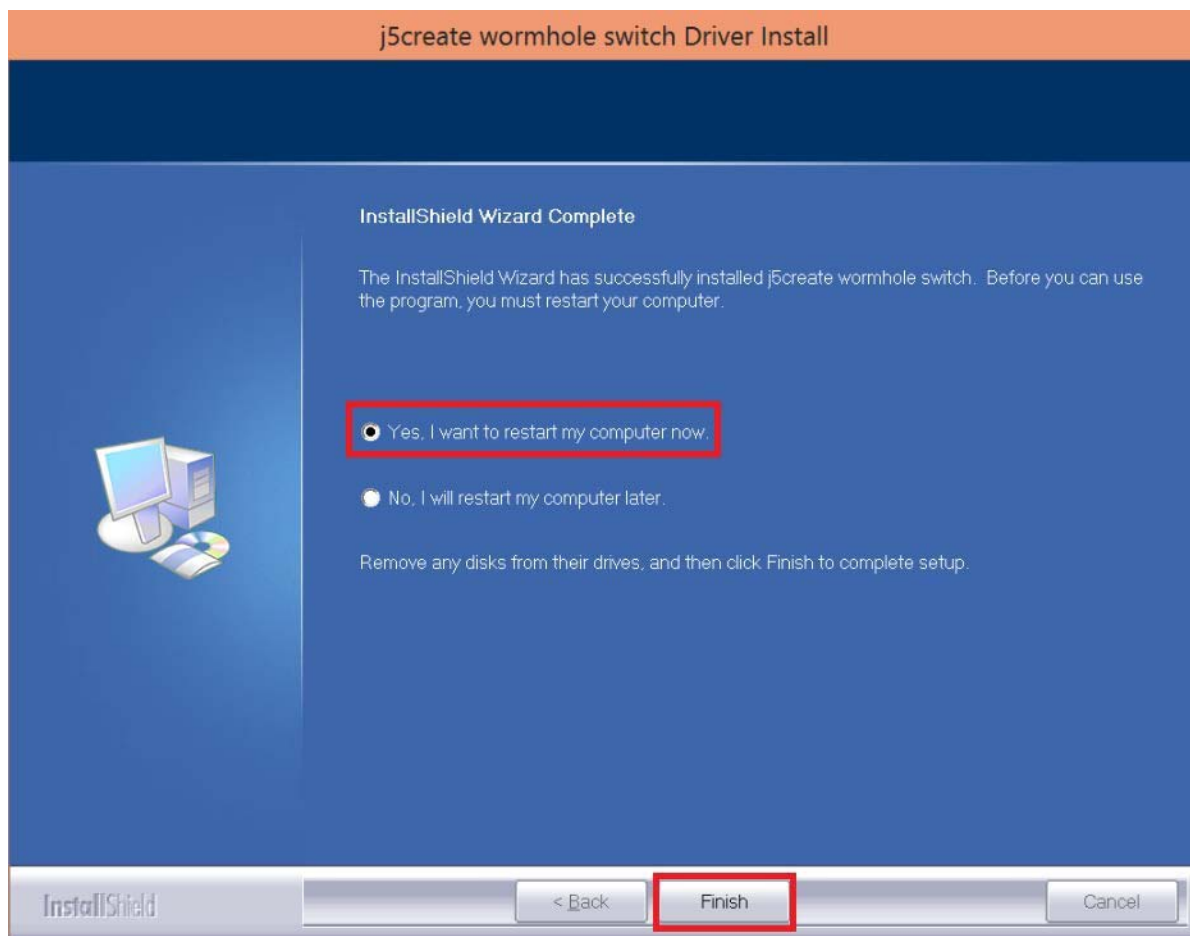 j5create wormhole switch Driver Install
InstallShield Wizard Complete
The InstallShield Wizard has successfully installed j5create wormhole switch.  Before you can use
the program, you must restart your computer.
Yes, I want to restart my computer now.
No, I will restart my computer later.
Remove any disks from their drives, and then click Finish to complete setup.
InstallShield
< Back
Finish
Cancel